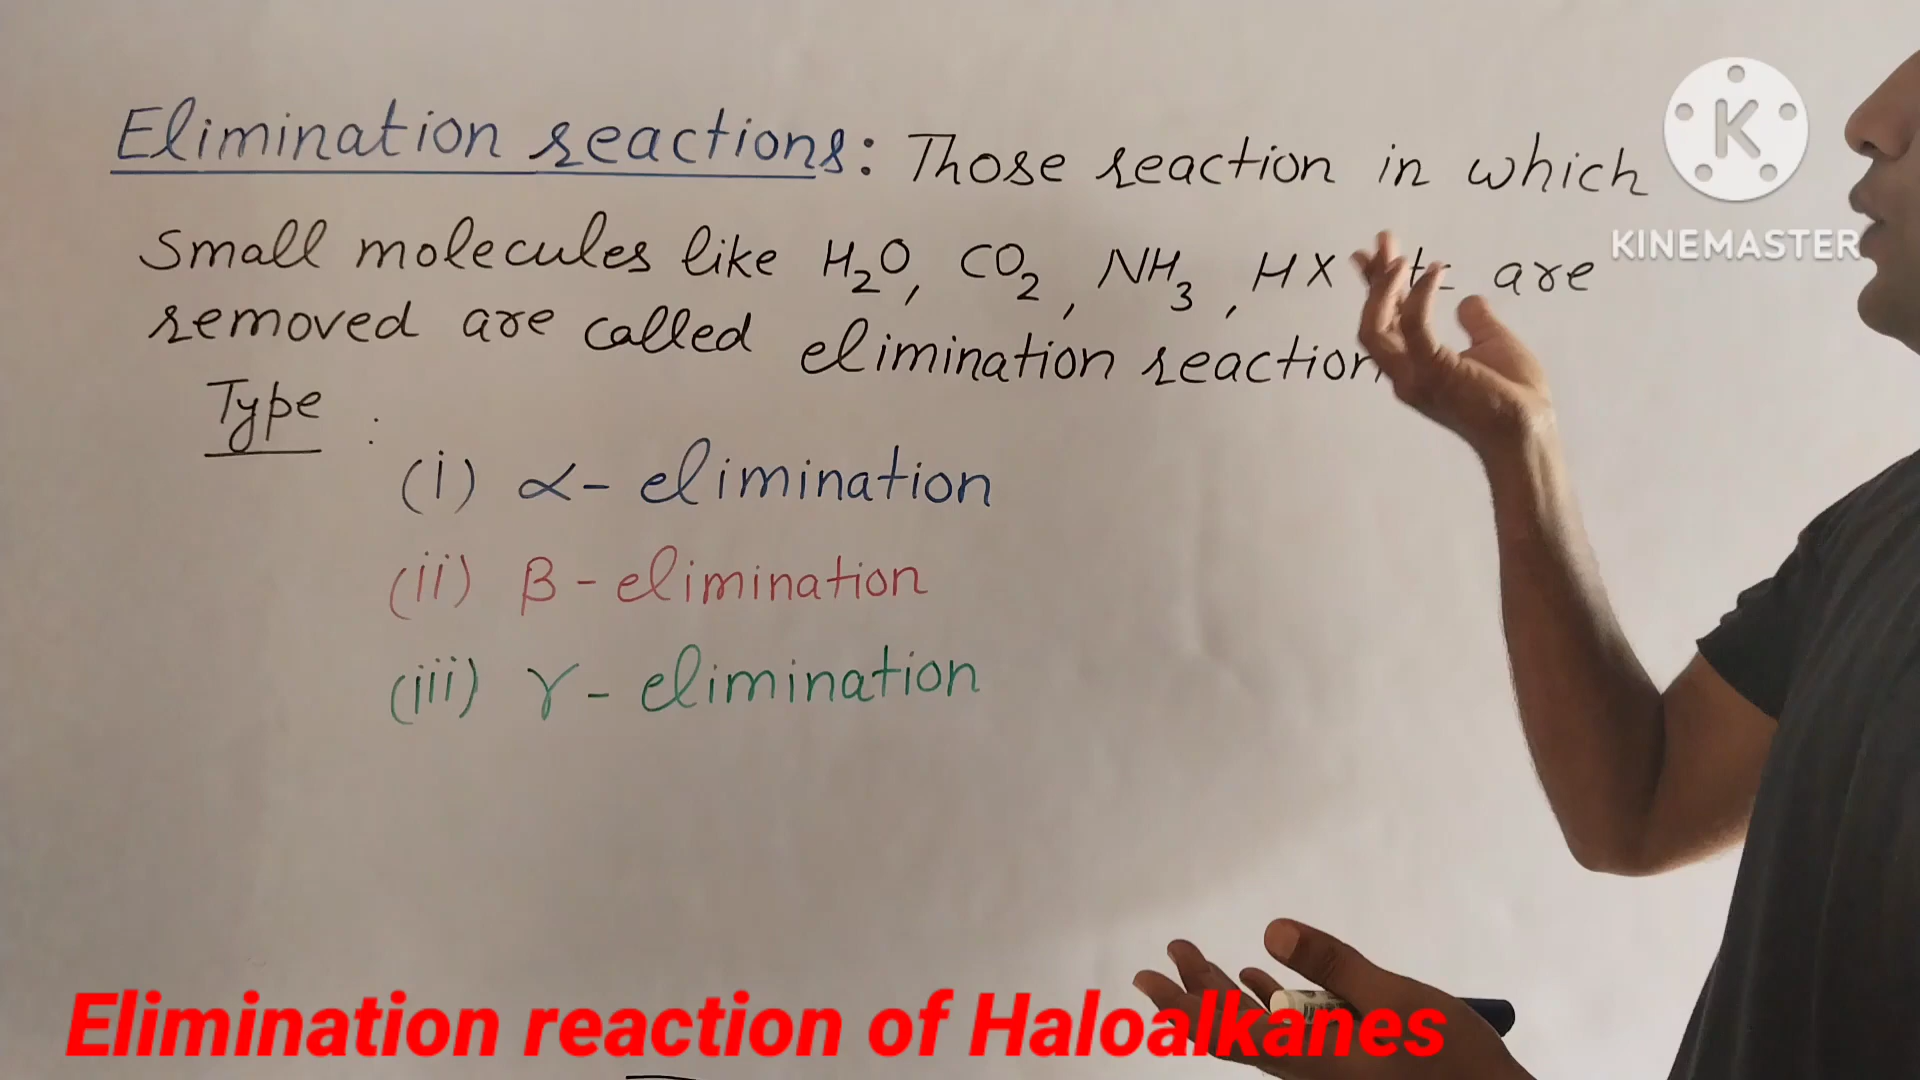 Elimination reactions: Those reaction in which
Small molecules like H₂O, CO₂, NH₃, HX are
removed are called elimination reaction
Type :
(i) α- elimination
(ii) β - elimination
(iii) γ - elimination
K
KINEMASTER
Elimination reaction of Haloalkanes